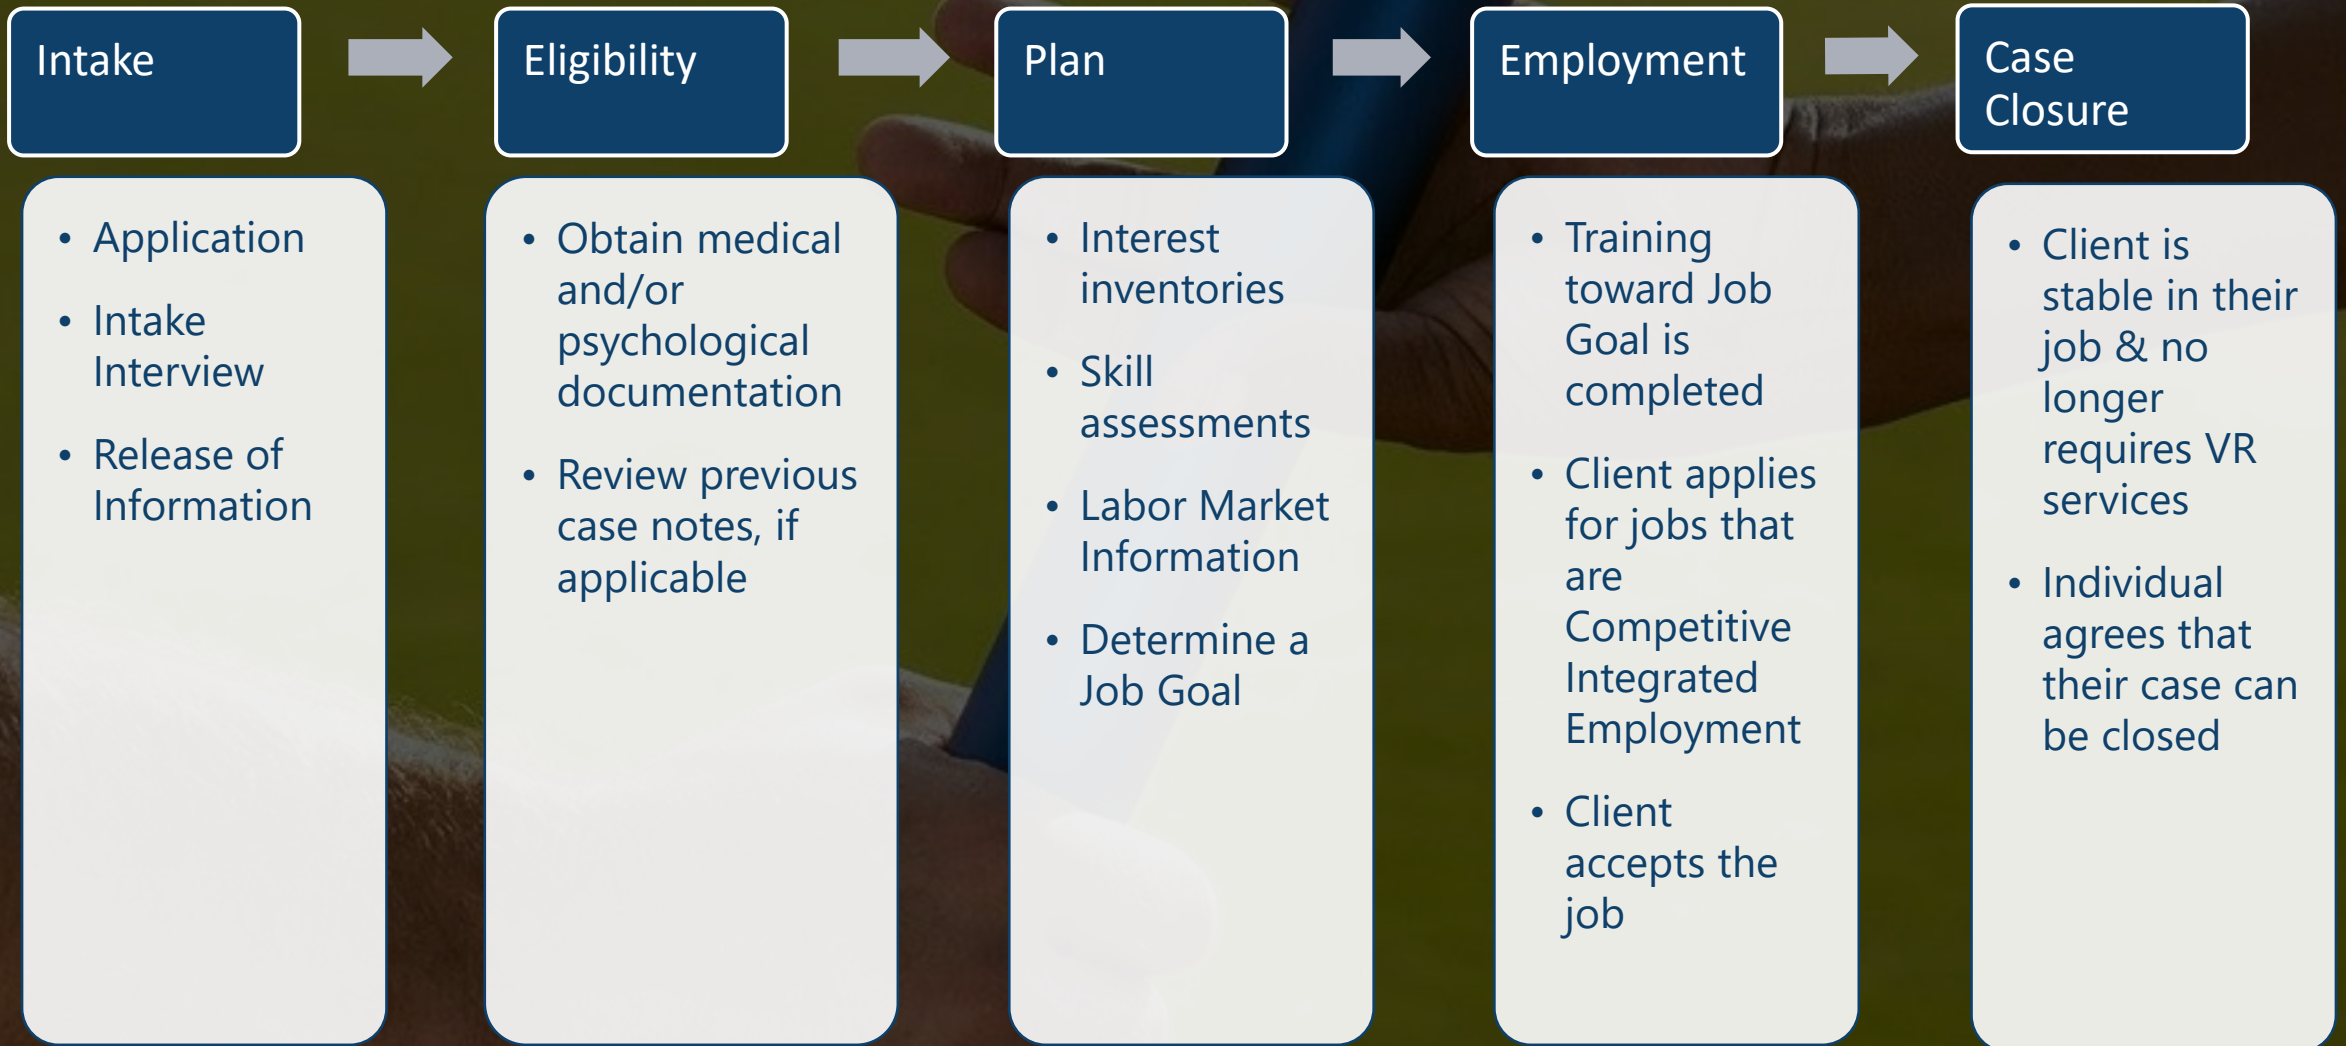 Intake
• Application
• Intake
Interview
• Release of
Information
Eligibility
• Obtain medical
and/or
psychological
documentation
• Review previous
case notes, if
applicable
Plan
• Interest
inventories
• Skill
assessments
• Labor Market
Information
• Determine a
Job Goal
Employment
• Training
toward Job
Goal is
completed
• Client applies
for jobs that
are
Competitive
Integrated
Employment
• Client
accepts the
job
Case
Closure
• Client is
stable in their
job & no
longer
requires VR
services
• Individual
agrees that
their case can
be closed